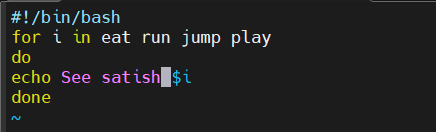 #!/bin/bash
for i in eat run jump play
do
echo See satish $i
done
~